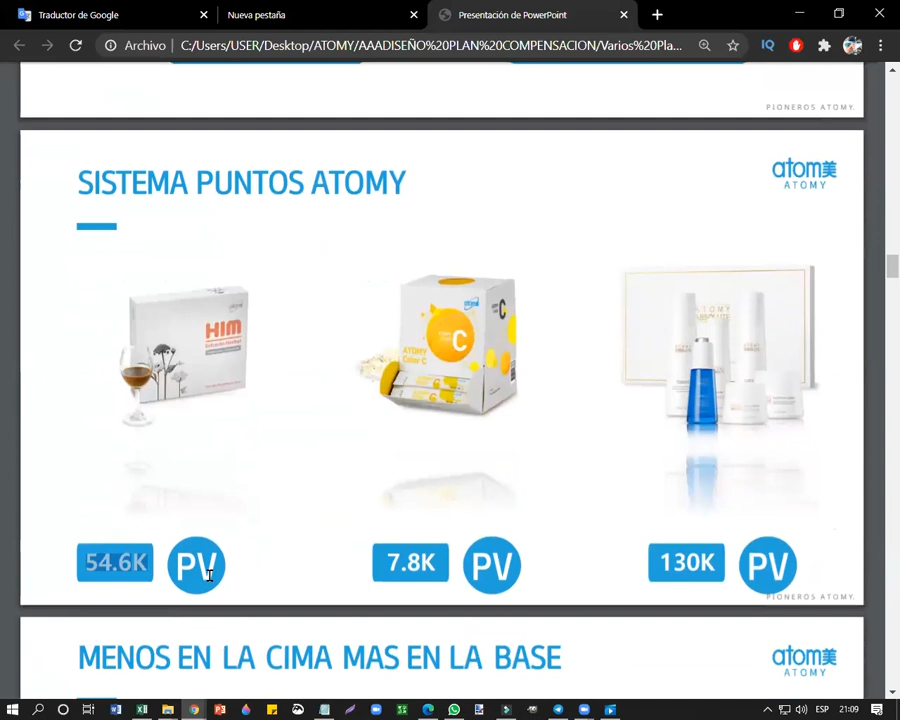 Traductor de Google
Nueva pestaña
Presentación de PowerPoint
Archivo
C:/Users/USER/Desktop/ATOMY/AAADISEÑO%20PLAN%20COMPENSACION/Varios%20Pla...
IQ
PIONEROS ATOMY.
SISTEMA PUNTOS ATOMY
atom美
ATOMY
HIM
ATOMY
Color C
C
ATOMY
54.6K PV
7.8K PV
130K PV
PIONEROS ATOMY.
MENOS EN LA CIMA MAS EN LA BASE
atom美
ATOMY
ESP
21:09